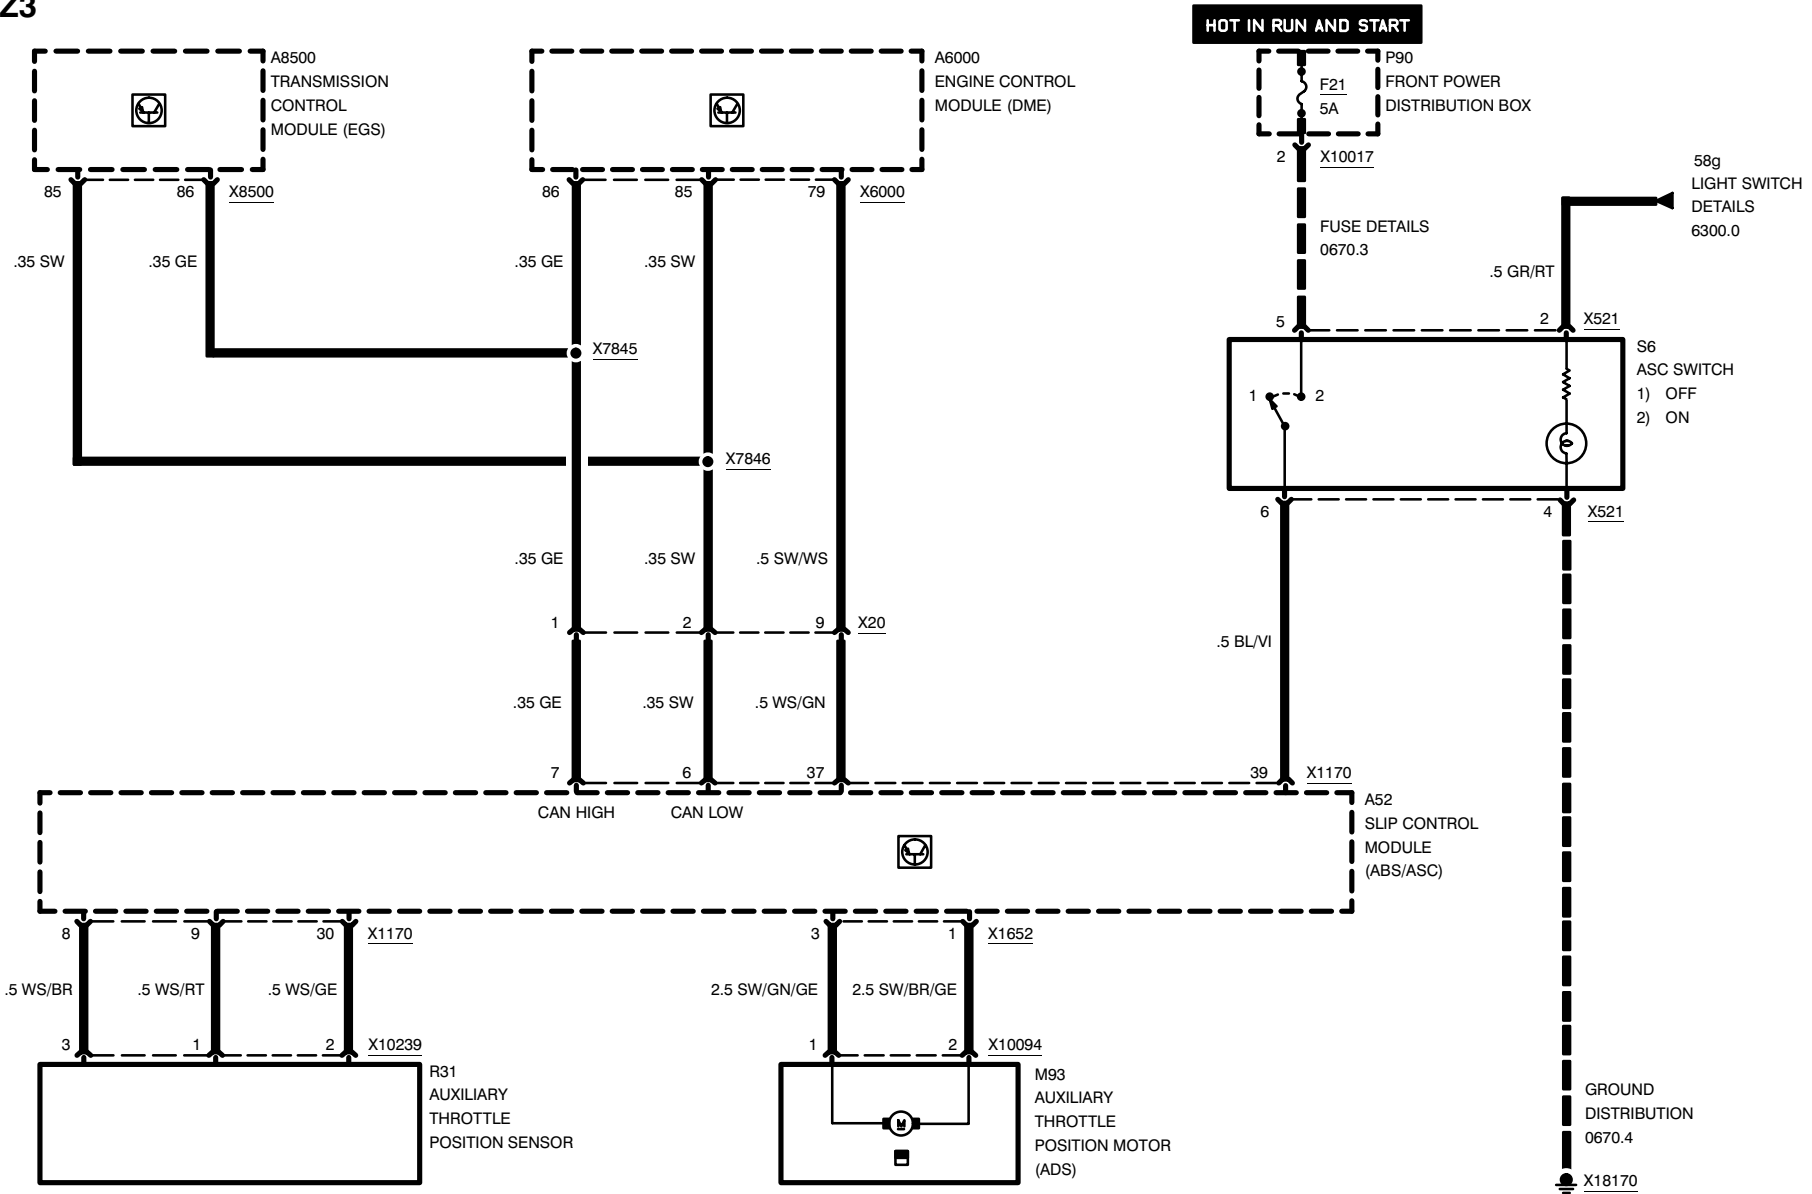 Z3
HOT IN RUN AND START
A8500
TRANSMISSION
CONTROL
MODULE (EGS)
A6000
ENGINE CONTROL
MODULE (DME)
P90
FRONT POWER
DISTRIBUTION BOX
F21
5A
2 X10017
58g
LIGHT SWITCH
DETAILS
6300.0
85 86 X8500
86 85 79 X6000
FUSE DETAILS
0670.3
.35 SW .35 GE .35 GE .35 SW
.5 GR/RT
5 2 X521
X7845
S6
ASC SWITCH
1) OFF
2) ON
1 2
X7846
6 4 X521
.35 GE .35 SW .5 SW/WS
1 2 9 X20
.5 BL/VI
.35 GE .35 SW .5 WS/GN
7 6 37 39 X1170
CAN HIGH CAN LOW
A52
SLIP CONTROL
MODULE
(ABS/ASC)
8 9 30 X1170
3 1 X1652
.5 WS/BR .5 WS/RT .5 WS/GE 2.5 SW/GN/GE 2.5 SW/BR/GE
3 1 2 X10239
1 2 X10094
R31
AUXILIARY
THROTTLE
POSITION SENSOR
M
M93
AUXILIARY
THROTTLE
POSITION MOTOR
(ADS)
GROUND
DISTRIBUTION
0670.4
X18170